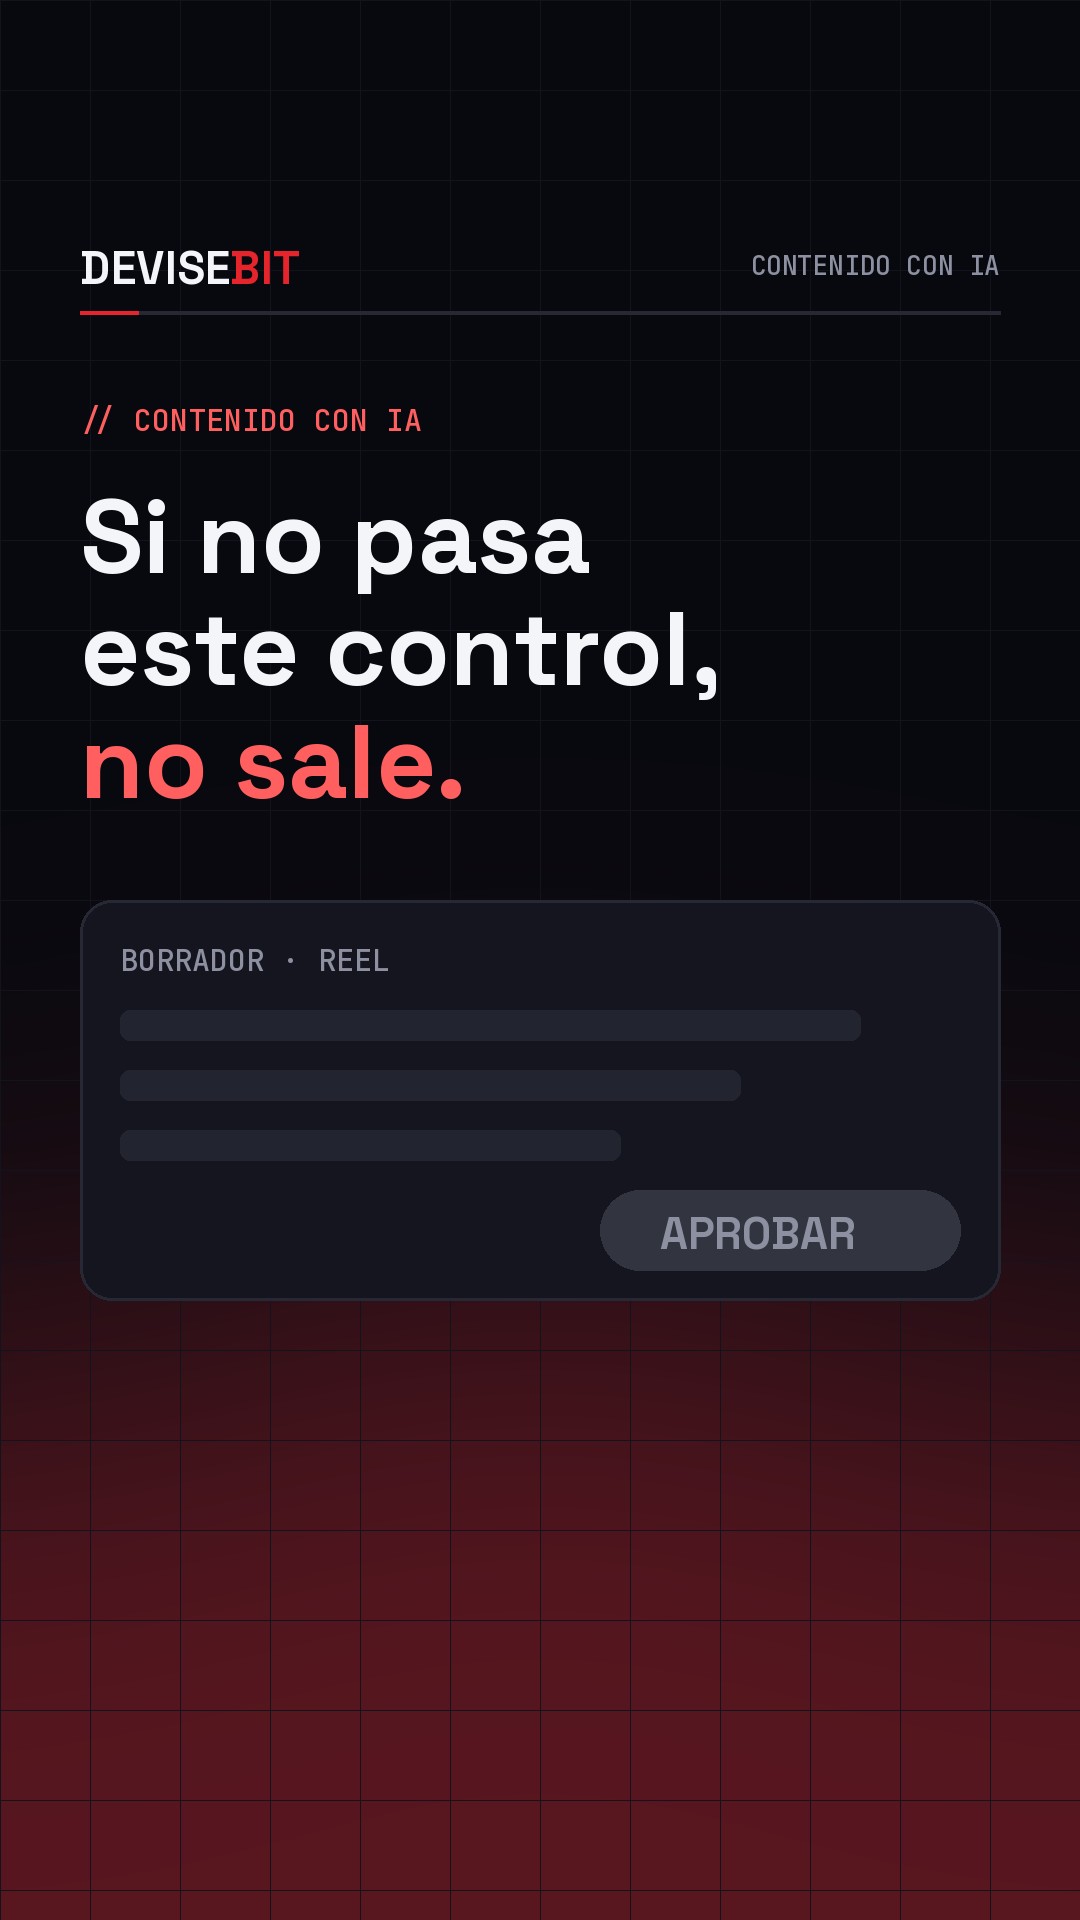 DEVISEBIT
CONTENIDO CON IA
// CONTENIDO CON IA
Si no pasa
este control,
no sale.
BORRADOR · REEL
APROBAR